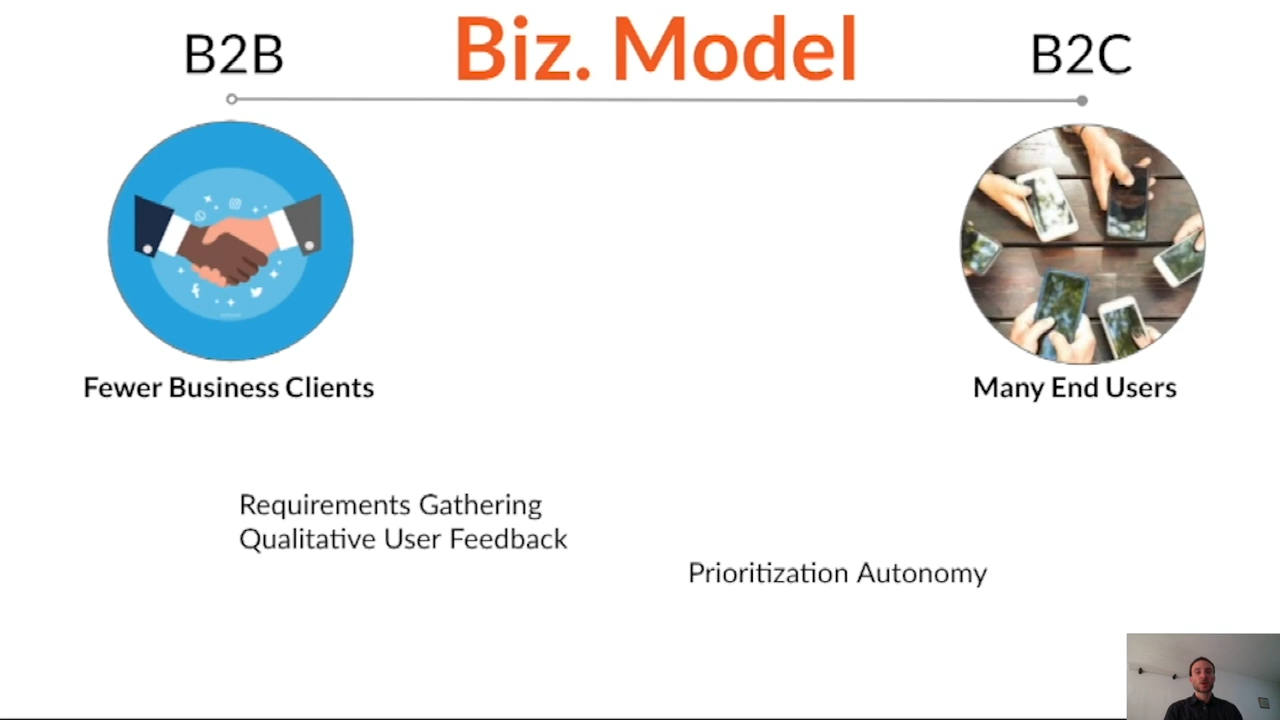 B2B
Biz. Model
B2C
Fewer Business Clients
Many End Users
Requirements Gathering
Qualitative User Feedback
Prioritization Autonomy